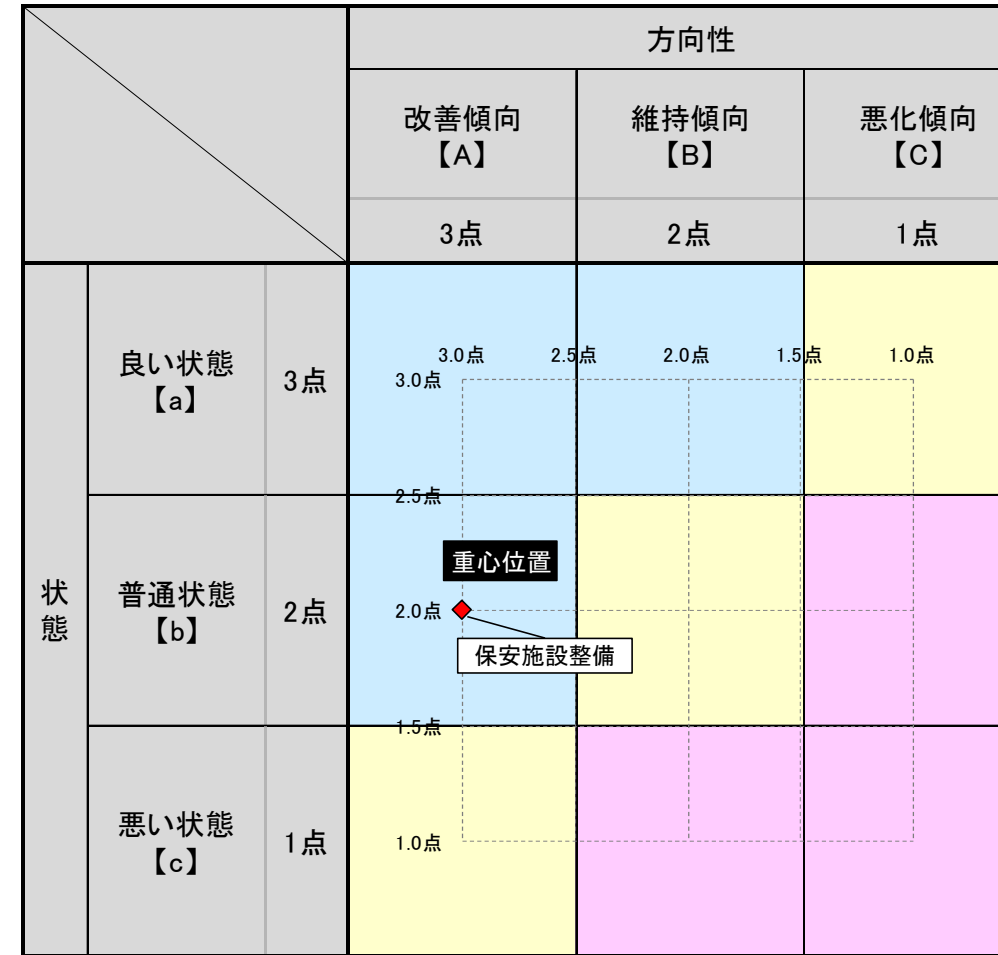 方向性
改善傾向
【A】
維持傾向
【B】
悪化傾向
【C】
3点
2点
1点
状態
良い状態
【a】
3点
3.0点
2.5点
2.0点
1.5点
1.0点
3.0点
2.5点
普通状態
【b】
2点
重心位置
2.0点
保安施設整備
1.5点
悪い状態
【c】
1点
1.0点